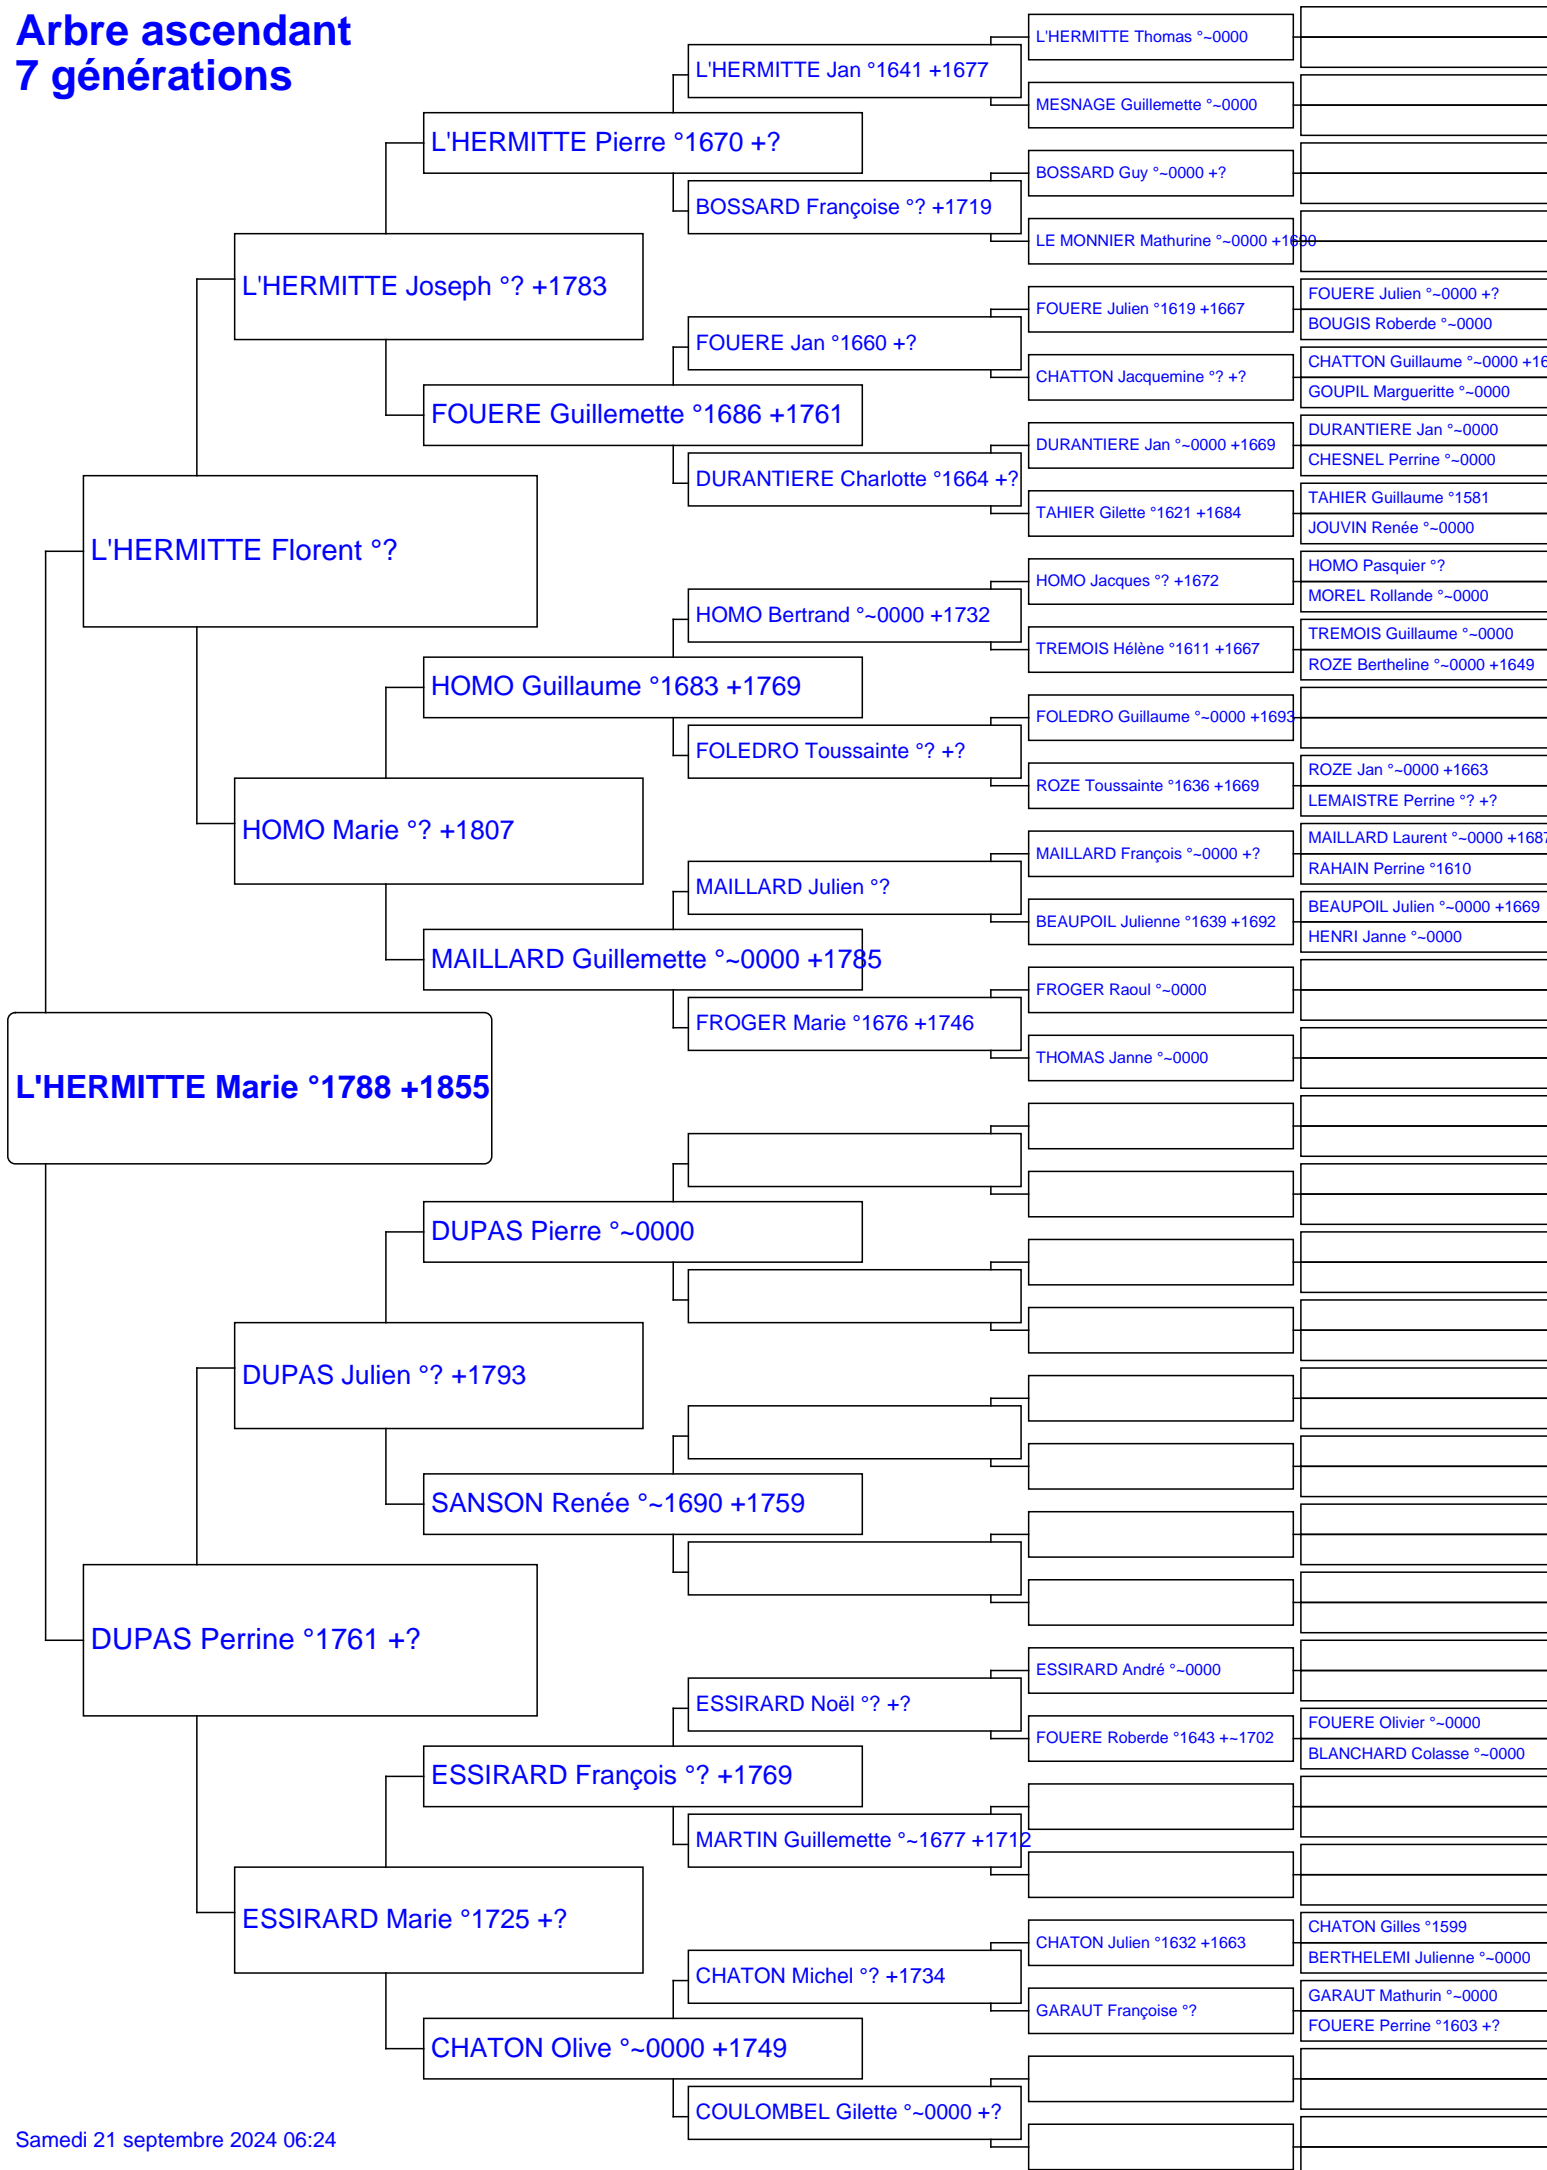 Arbre ascendant
7 générations
L'HERMITTE Marie °1788 +1855
L'HERMITTE Florent °?
DUPAS Perrine °1761 +?
L'HERMITTE Joseph °? +1783
HOMO Marie °? +1807
DUPAS Julien °? +1793
ESSIRARD Marie °1725 +?
L'HERMITTE Pierre °1670 +?
FOUERE Guillemette °1686 +1761
HOMO Guillaume °1683 +1769
MAILLARD Guillemette °~0000 +1785
DUPAS Pierre °~0000
SANSON Renée °~1690 +1759
ESSIRARD François °? +1769
CHATON Olive °~0000 +1749
L'HERMITTE Jan °1641 +1677
BOSSARD Françoise °? +1719
FOUERE Jan °1660 +?
DURANTIERE Charlotte °1664 +?
HOMO Bertrand °~0000 +1732
FOLEDRO Toussainte °? +?
MAILLARD Julien °?
FROGER Marie °1676 +1746
ESSIRARD Noël °? +?
MARTIN Guillemette °~1677 +1712
CHATON Michel °? +1734
COULOMBEL Gilette °~0000 +?
L'HERMITTE Thomas °~0000
MESNAGE Guillemette °~0000
BOSSARD Guy °~0000 +?
LE MONNIER Mathurine °~0000 +1690
FOUERE Julien °1619 +1667
CHATTON Jacquemine °? +?
DURANTIERE Jan °~0000 +1669
TAHIER Gilette °1621 +1684
HOMO Jacques °? +1672
TREMOIS Hélène °1611 +1667
FOLEDRO Guillaume °~0000 +1693
ROZE Toussainte °1636 +1669
MAILLARD François °~0000 +?
BEAUPOIL Julienne °1639 +1692
FROGER Raoul °~0000
THOMAS Janne °~0000
ESSIRARD André °~0000
FOUERE Roberde °1643 +~1702
CHATON Julien °1632 +1663
GARAUT Françoise °?
FOUERE Julien °~0000 +?
BOUGIS Roberde °~0000
CHATTON Guillaume °~0000 +16
GOUPIL Margueritte °~0000
DURANTIERE Jan °~0000
CHESNEL Perrine °~0000
TAHIER Guillaume °1581
JOUVIN Renée °~0000
HOMO Pasquier °?
MOREL Rollande °~0000
TREMOIS Guillaume °~0000
ROZE Bertheline °~0000 +1649
ROZE Jan °~0000 +1663
LEMAISTRE Perrine °? +?
MAILLARD Laurent °~0000 +1687
RAHAIN Perrine °1610
BEAUPOIL Julien °~0000 +1669
HENRI Janne °~0000
FOUERE Olivier °~0000
BLANCHARD Colasse °~0000
CHATON Gilles °1599
BERTHELEMI Julienne °~0000
GARAUT Mathurin °~0000
FOUERE Perrine °1603 +?
Samedi 21 septembre 2024 06:24